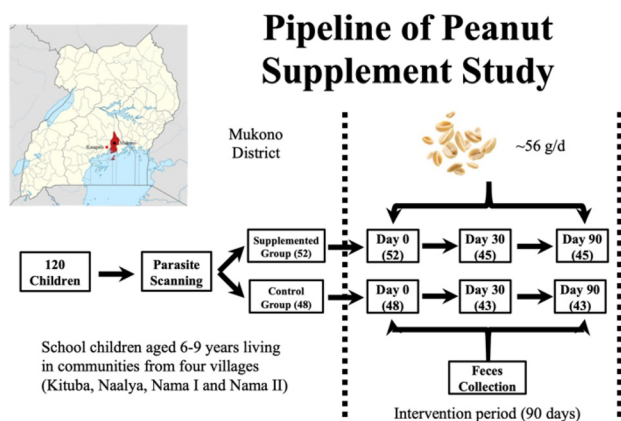 Pipeline of Peanut
Supplement Study
Kampala
Mukono
Mukono
District
~56 g/d
120
Children
Parasite
Scanning
Supplemented
Group (52)
Control
Group (48)
Day 0
(52)
Day 30
(45)
Day 90
(45)
Day 0
(48)
Day 30
(43)
Day 90
(43)
School children aged 6-9 years living
in communities from four villages
(Kituba, Naalya, Nama I and Nama II)
Feces
Collection
Intervention period (90 days)